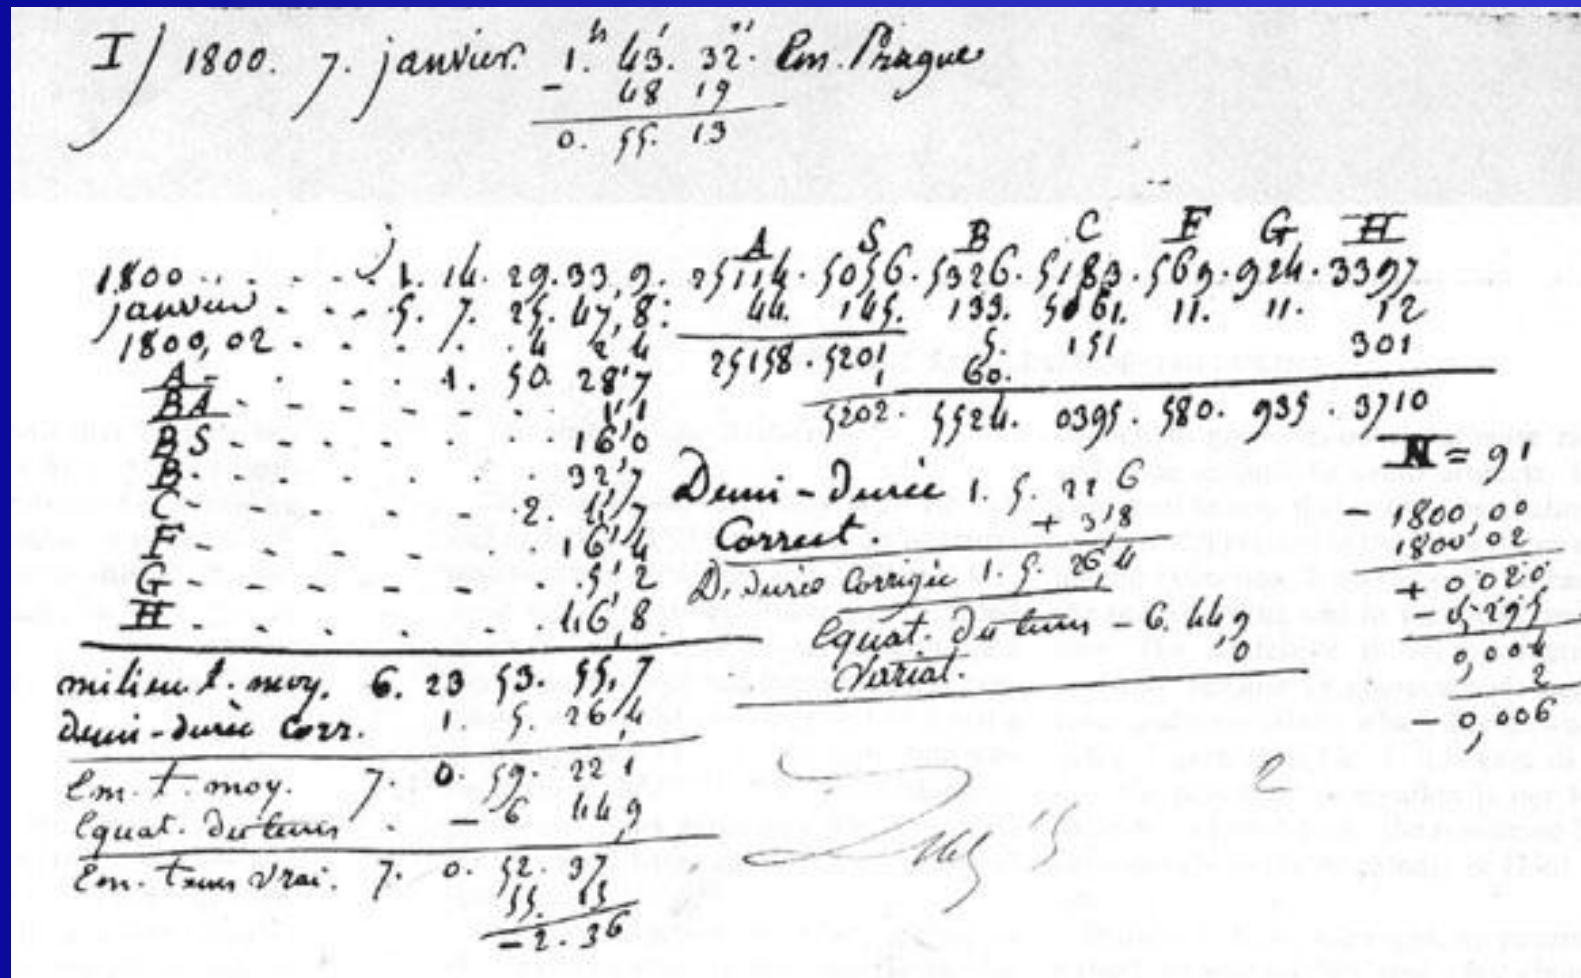 I) 1800. 7. janvier. 1.h 43.' 32.'' Em. Prague
- 48 19
0. 55. 13
A S B C F G H
1800 . . . . . j 1. 14. 29. 33,9. 25114. 5056. 5326. 5183. 569. 924. 3397
janvier . - - . 5. 7. 25. 47,8. 44. 145. 133. 5061. 11. 11. 12
1800,02 . . . . . 4 2,4 25158. 5201 5. 151 301
A - . . . 1. 50. 28,7 1 60.
BA - - - - - - . . 1,1 5202. 5524. 0395. 580. 935. 3710
BS - - - - . . . 16,0 N = 91
B - . . . . . . 32,7 Demi-durée 1. 5. 22 6
C - - - - - . 2. 11,7 Correct. + 3,8 - 1800,00
F - - - - . . 16,4 D. durée Corrigée 1. 5. 26,4 1800,02
G - - - - - . 5,2 Equat. du tems - 6. 44,9 + 0 020
H . . . . - . 46,8 Variat. 0
milieu t. moy. 6. 23 53. 55,7 0,004
demi-durée Corr. 1. 5. 26,4 2
- 0,006
Em. t. moy. 7. 0. 59. 22,1
Equat. du tems . - 6 44,9
Em. tems vrai. 7. 0. 52. 37
55. 13
- 2. 36